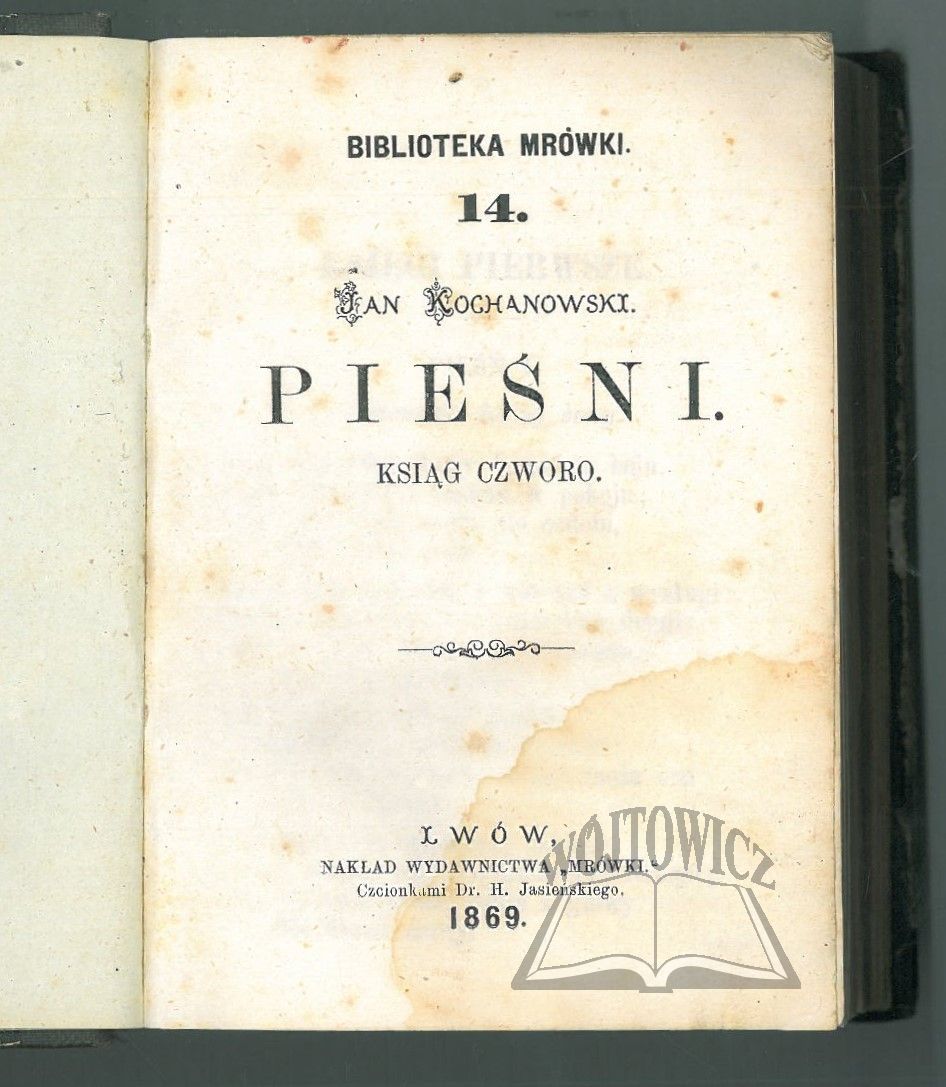 BIBLIOTEKA MRÓWKI.
14.
JAN KOCHANOWSKI.
PIEŚNI.
KSIĄG CZWORO.
LWÓW,
NAKŁAD WYDAWNICTWA „MRÓWKI.“
Czcionkami Dr. H. Jasieńskiego.
1869.
WÓJTOWICZ